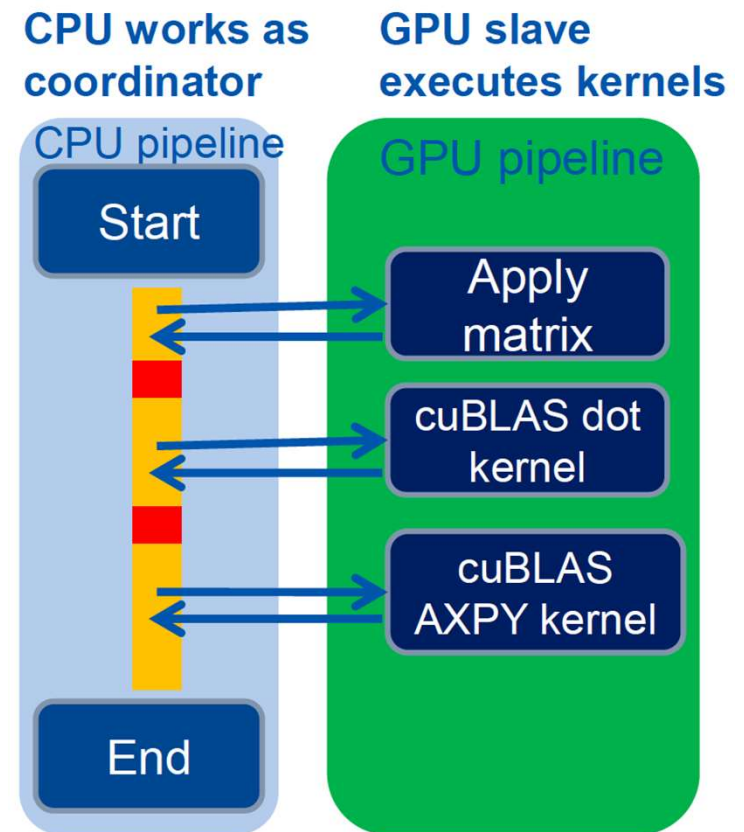 CPU works as
coordinator
GPU slave
executes kernels
CPU pipeline
Start
End
GPU pipeline
Apply
matrix
cuBLAS dot
kernel
cuBLAS
AXPY kernel